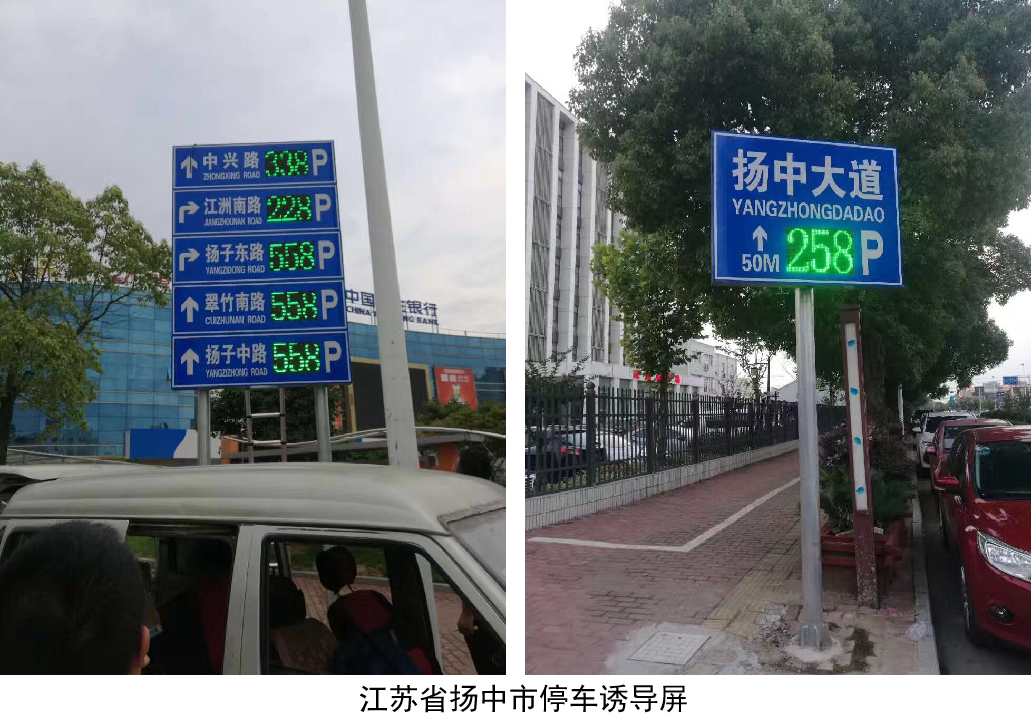 中兴路 338 P
ZHONGXING ROAD
江洲南路 228 P
JIANGZHOUNAN ROAD
扬子东路 558 P
YANGZIDONG ROAD
翠竹南路 558 P
CUIZHUNANI ROAD
扬子中路 558 P
YANGZIZHONG ROAD
中国
银行
扬中大道
YANGZHONGDADAO
50M 258 P
江苏省扬中市停车诱导屏